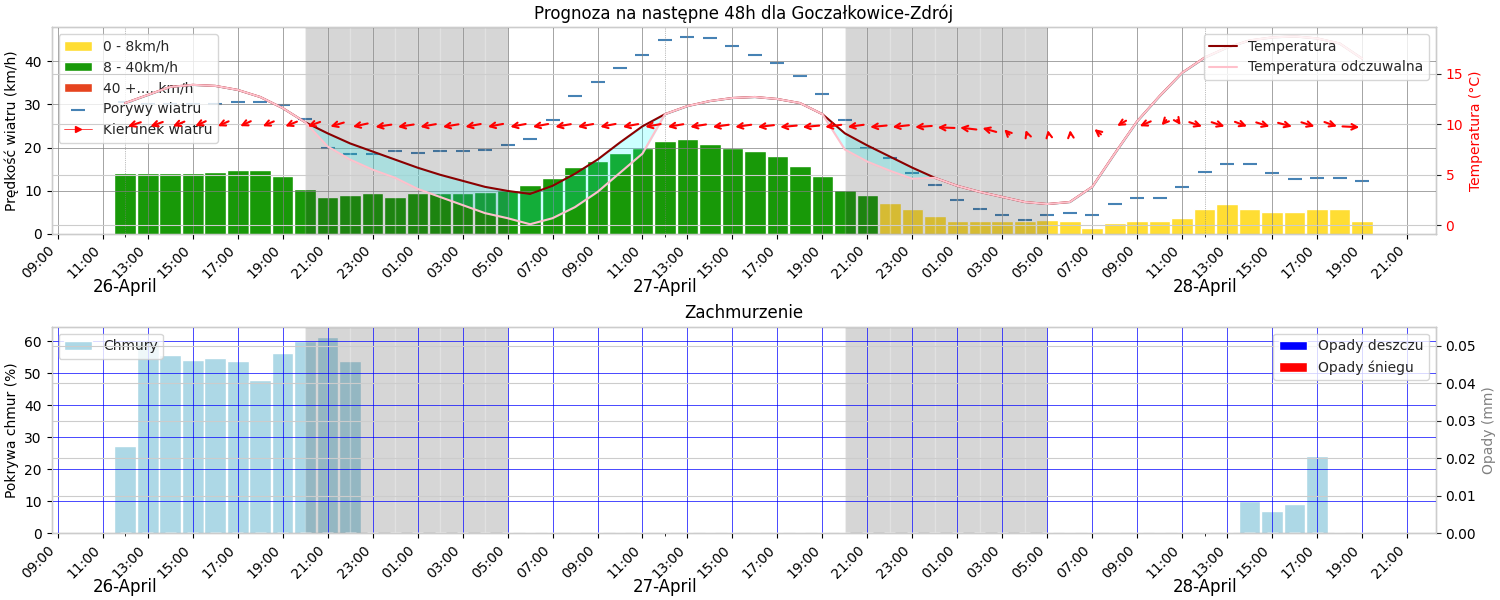 Prognoza na następne 48h dla Goczałkowice-Zdrój
Prędkość wiatru (km/h)
40
30
20
10
0
0 - 8km/h
8 - 40km/h
40 +.... km/h
Porywy wiatru
Kierunek wiatru
Temperatura
Temperatura odczuwalna
15
10
5
0
Temperatura (°C)
09:00 11:00 13:00 15:00 17:00 19:00 21:00 23:00 01:00 03:00 05:00 07:00 09:00 11:00 13:00 15:00 17:00 19:00 21:00 23:00 01:00 03:00 05:00 07:00 09:00 11:00 13:00 15:00 17:00 19:00 21:00
26-April 27-April 28-April
Zachmurzenie
Pokrywa chmur (%)
60
50
40
30
20
10
0
Chmury
Opady deszczu
Opady śniegu
0.05
0.04
0.03
0.02
0.01
0.00
Opady (mm)
09:00 11:00 13:00 15:00 17:00 19:00 21:00 23:00 01:00 03:00 05:00 07:00 09:00 11:00 13:00 15:00 17:00 19:00 21:00 23:00 01:00 03:00 05:00 07:00 09:00 11:00 13:00 15:00 17:00 19:00 21:00
26-April 27-April 28-April